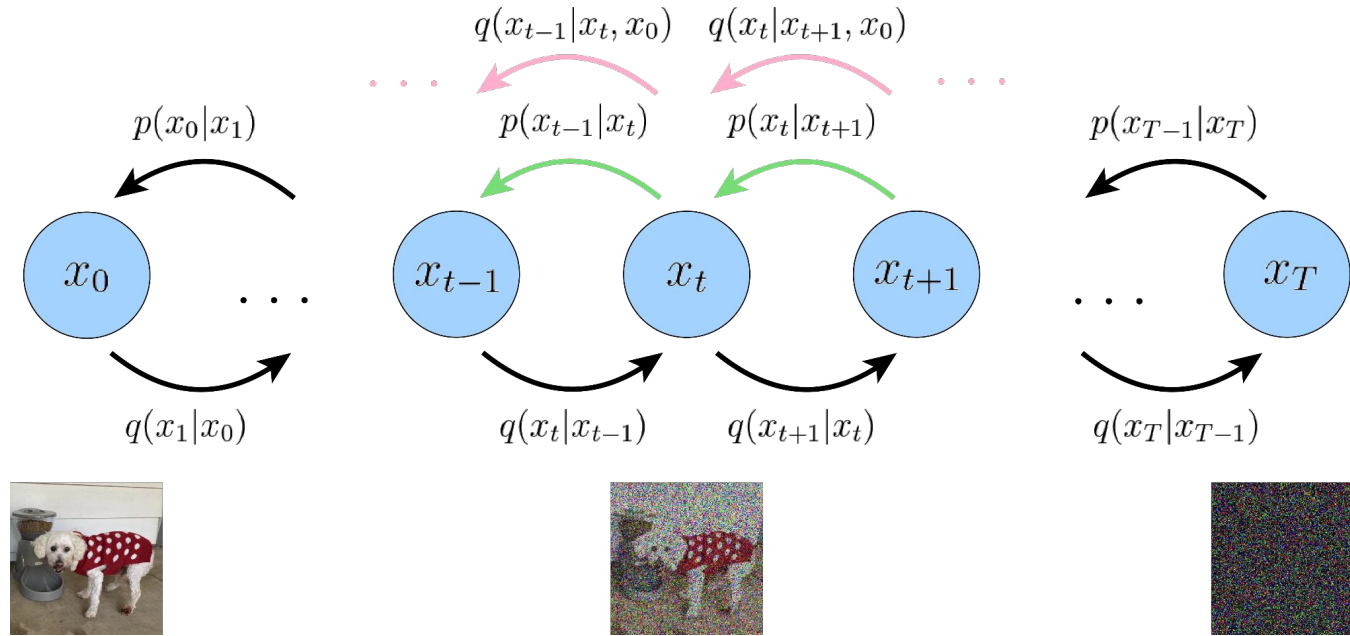 q(x_{t-1}|x_t, x_0) q(x_t|x_{t+1}, x_0)
. . . . . .
p(x_0|x_1) p(x_{t-1}|x_t) p(x_t|x_{t+1}) p(x_{T-1}|x_T)
x_0 . . . x_{t-1} x_t x_{t+1} . . . x_T
q(x_1|x_0) q(x_t|x_{t-1}) q(x_{t+1}|x_t) q(x_T|x_{T-1})